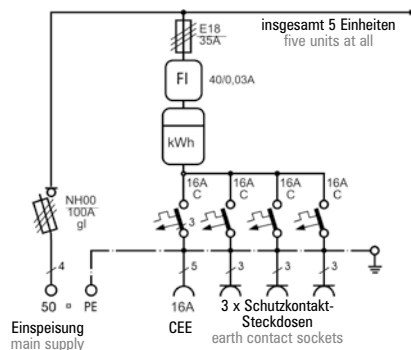 insgesamt 5 Einheiten
five units at all
E18
35A
FI
40/0,03A
kWh
16A
C
16A
C
16A
C
16A
C
NH00
100A
gl
3
4
5
3
3
3
50 □ PE
16A
Einspeisung
main supply
CEE
3 x Schutzkontakt-
Steckdosen
earth contact sockets